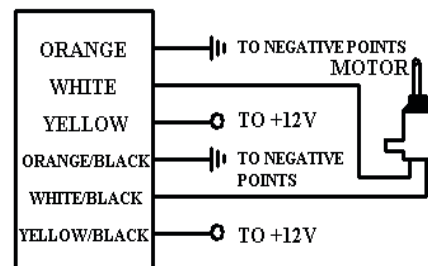 ORANGE TO NEGATIVE POINTS
MOTOR
WHITE
YELLOW TO +12V
ORANGE/BLACK TO NEGATIVE
POINTS
WHITE/BLACK
YELLOW/BLACK TO +12V